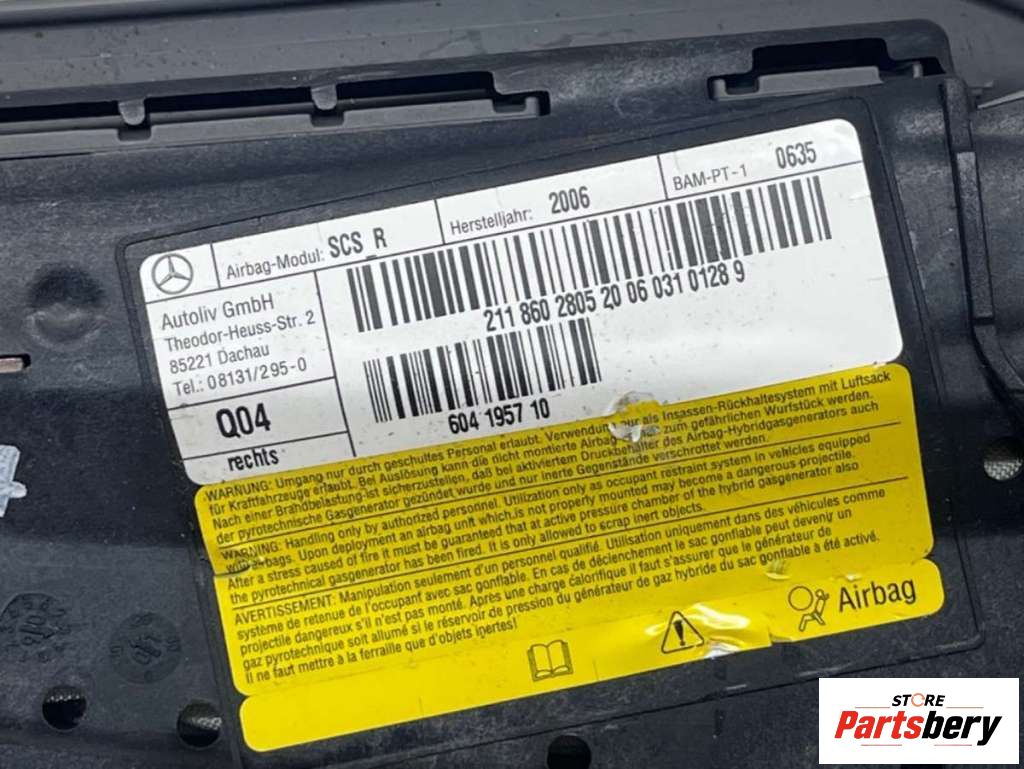 Airbag-Modul: SCS_R
Herstelljahr: 2006
BAM-PT-1 0635
Autoliv GmbH
Theodor-Heuss-Str. 2
85221 Dachau
Tel.: 08131/295-0
211 860 2805 20 06 031 0128 9
604 1957 10
Q04
rechts
WARNUNG: Umgang nur durch geschultes Personal erlaubt. Verwendung nur als Insassen-Rückhaltesystem mit Luftsack
für Kraftfahrzeuge erlaubt. Bei Auslösung kann die nicht montierte Airbag zum gefährlichen Wurfstück werden.
Nach einer Brandbelastung ist sicherzustellen, daß bei aktiviertem Druckbehälter des Airbag-Hybridgasgenerators auch
der pyrotechnische Gasgenerator gezündet wurde und nur inerte Gegenstände verschrottet werden.
WARNING: Handling only by authorized personnel. Utilization only as occupant restraint system in vehicles equipped
with air-bags. Upon deployment an airbag unit which is not properly mounted may become a dangerous projectile.
After a stress caused of fire it must be guaranteed that at active pressure chamber of the hybrid gasgenerator also
the pyrotechnical gasgenerator has been fired. It is only allowed to scrap inert objects.
AVERTISSEMENT: Manipulation seulement d'un personnel qualifié. Utilisation uniquement dans des véhicules comme
système de retenue de l'occupant avec sac gonflable. En cas de déclenchement le sac gonflable peut devenir un
projectile dangereux s'il n'est pas monté. Après une charge calorifique il faut s'assurer que le générateur de
gaz pyrotechnique soit allumé si le réservoir de pression du générateur de gaz hybride du sac gonflable à été activé.
Il ne faut mettre à la ferraille que d'objets inertes!
Airbag
STORE
Partsbery